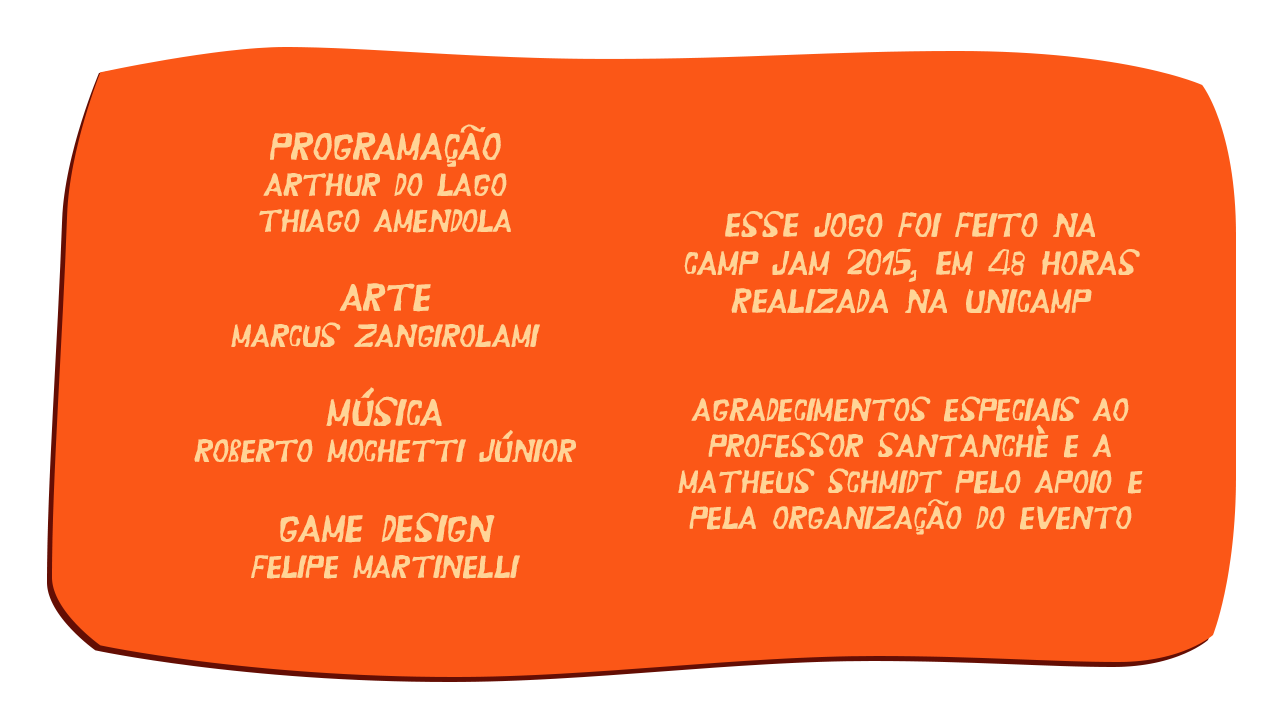 PROGRAMAÇÃO
ARTHUR DO LAGO
THIAGO AMENDOLA
ARTE
MARCUS ZANGIROLAMI
MÚSICA
ROBERTO MOCHETTI JÚNIOR
GAME DESIGN
FELIPE MARTINELLI
ESSE JOGO FOI FEITO NA
CAMP JAM 2015, EM 48 HORAS
REALIZADA NA UNICAMP
AGRADECIMENTOS ESPECIAIS AO
PROFESSOR SANTANCHÈ E A
MATHEUS SCHMIDT PELO APOIO E
PELA ORGANIZAÇÃO DO EVENTO